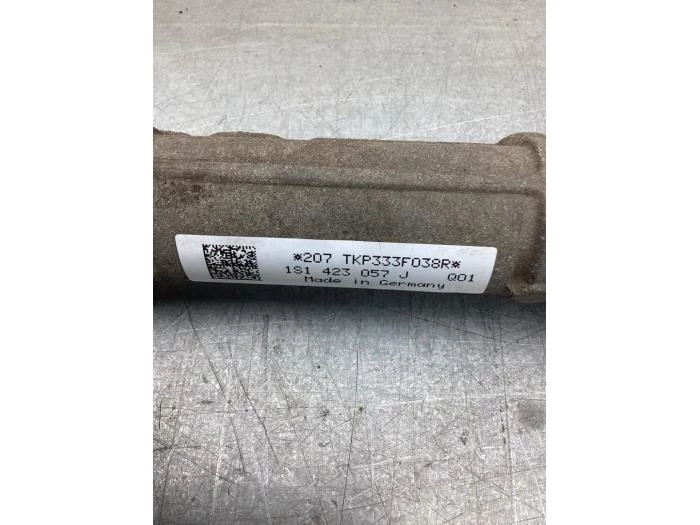 *207 TKP333F038R*
1S1 423 057 J Q01
Made in Germany